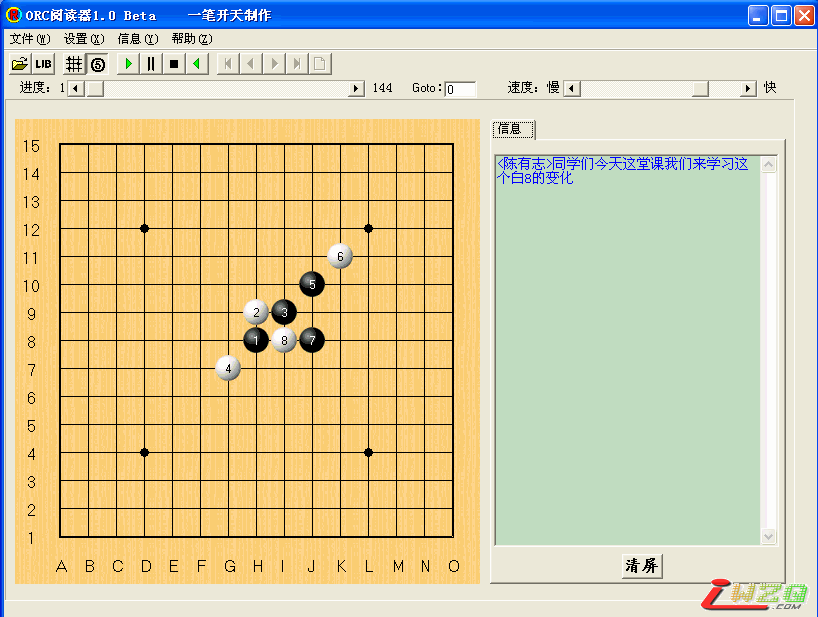 ORC阅读器1.0 Beta 一笔开天制作
文件(W) 设置(X) 信息(Y) 帮助(Z)
LIB 5
进度: 1 144 Goto: 0 速度: 慢 快
信息
<陈有志>同学们今天这堂课我们来学习这
个白8的变化
15
14
13
12
11 6
10 5
9 2 3
8 1 8 7
7 4
6
5
4
3
2
1
A B C D E F G H I J K L M N O
清屏
iWZQ
.COM